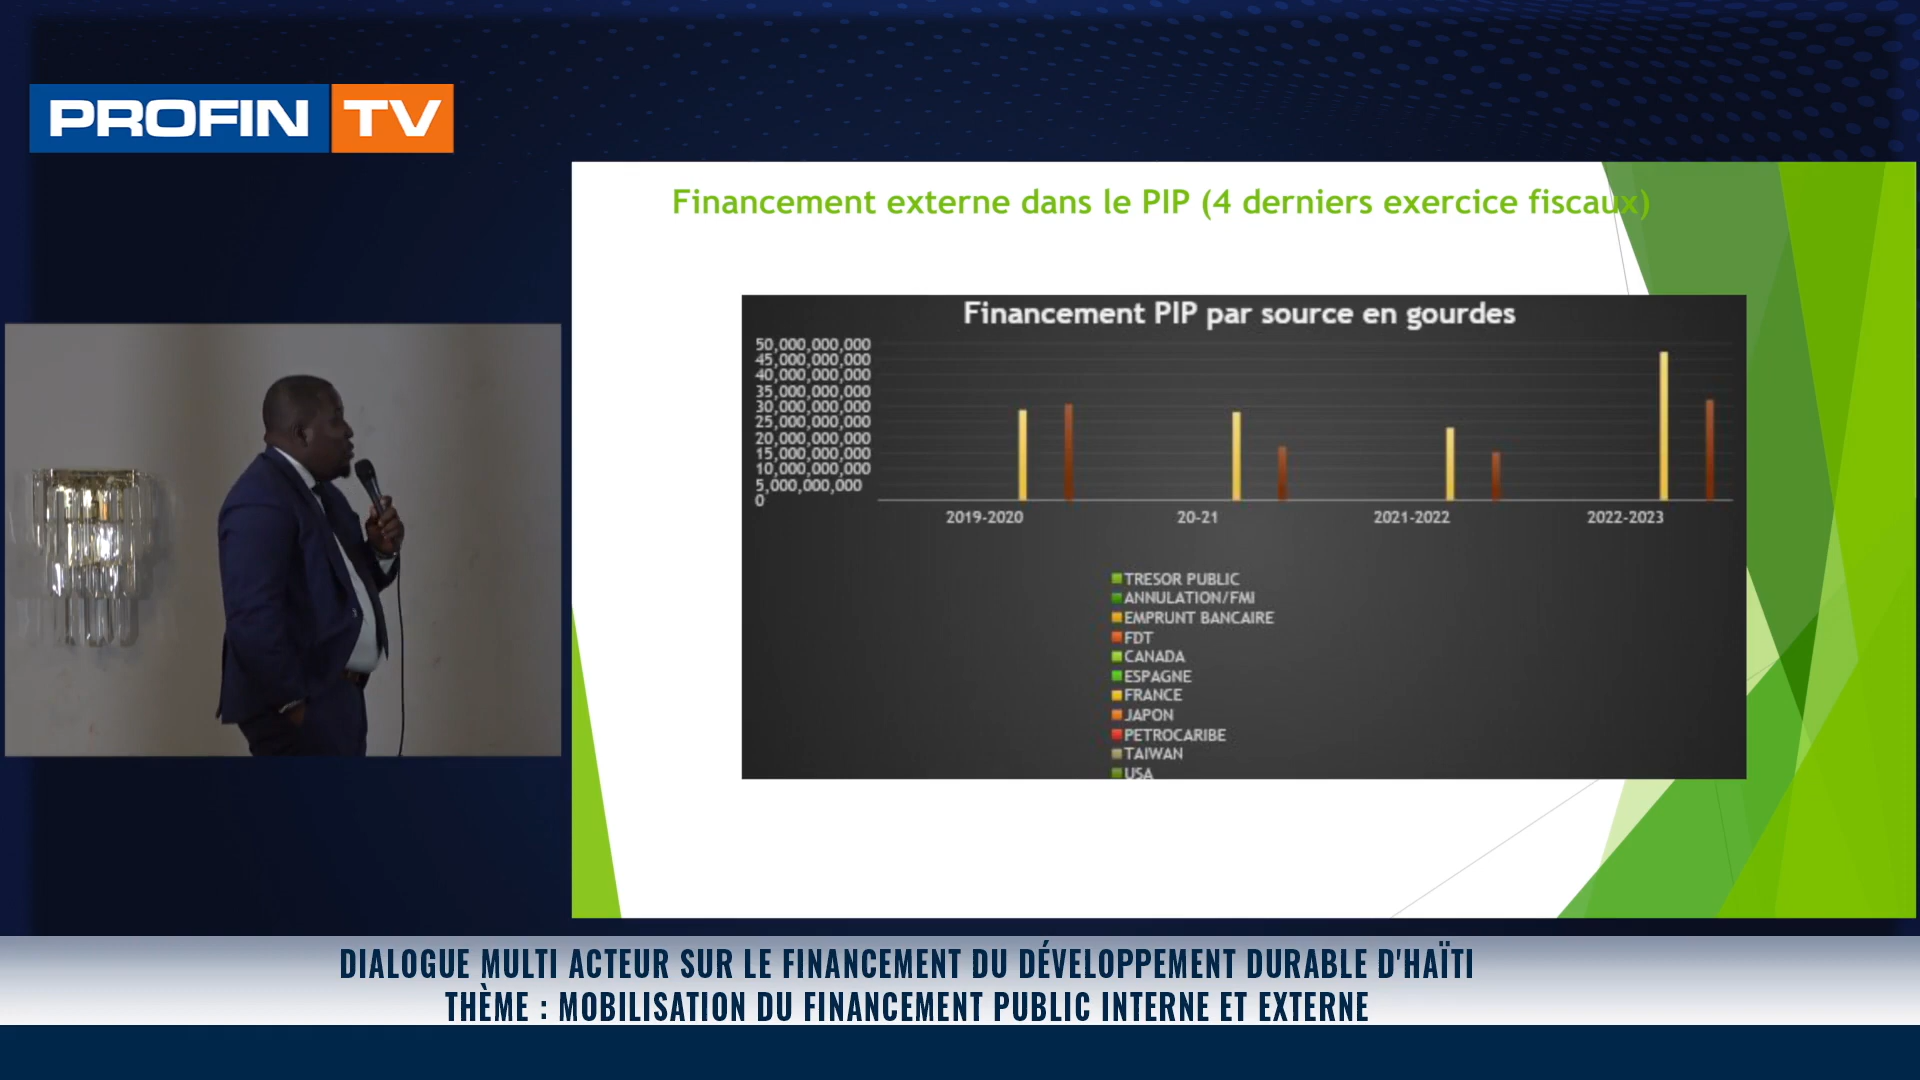 PROFIN TV
Financement externe dans le PIP (4 derniers exercice fiscaux)
Financement PIP par source en gourdes
50,000,000,000
45,000,000,000
40,000,000,000
35,000,000,000
30,000,000,000
25,000,000,000
20,000,000,000
15,000,000,000
10,000,000,000
5,000,000,000
0
2019-2020 20-21 2021-2022 2022-2023
TRESOR PUBLIC
ANNULATION/FMI
EMPRUNT BANCAIRE
FDT
CANADA
ESPAGNE
FRANCE
JAPON
PETROCARIBE
TAIWAN
USA
DIALOGUE MULTI ACTEUR SUR LE FINANCEMENT DU DÉVELOPPEMENT DURABLE D'HAÏTI
THÈME : MOBILISATION DU FINANCEMENT PUBLIC INTERNE ET EXTERNE